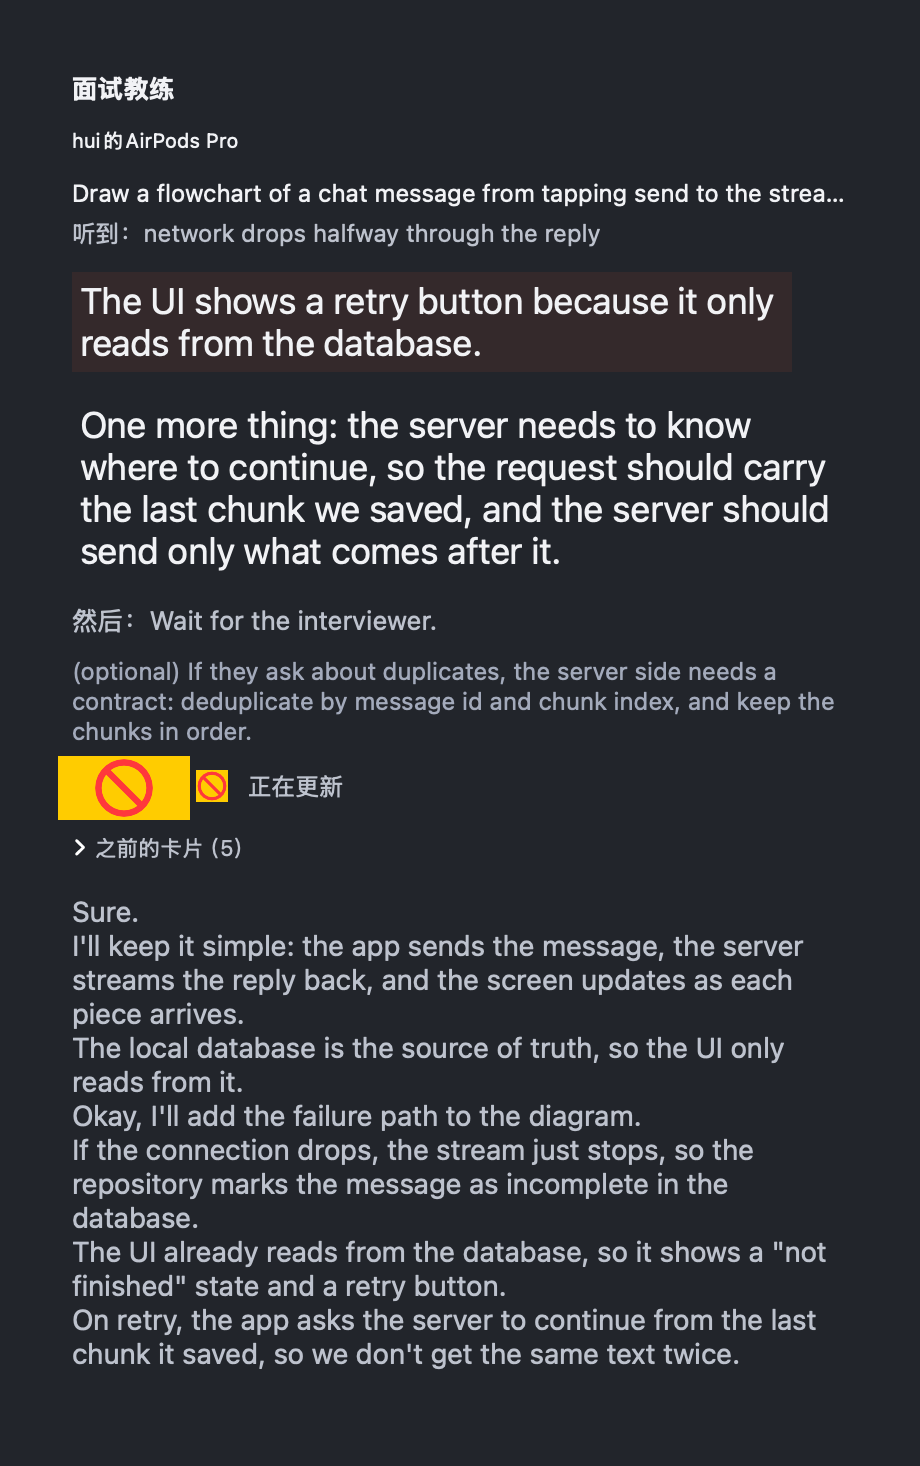 面试教练
hui的AirPods Pro
Draw a flowchart of a chat message from tapping send to the strea...
听到：network drops halfway through the reply
The UI shows a retry button because it only
reads from the database.
One more thing: the server needs to know
where to continue, so the request should carry
the last chunk we saved, and the server should
send only what comes after it.
然后：Wait for the interviewer.
(optional) If they ask about duplicates, the server side needs a
contract: deduplicate by message id and chunk index, and keep the
chunks in order.
正在更新
之前的卡片 (5)
Sure.
I'll keep it simple: the app sends the message, the server
streams the reply back, and the screen updates as each
piece arrives.
The local database is the source of truth, so the UI only
reads from it.
Okay, I'll add the failure path to the diagram.
If the connection drops, the stream just stops, so the
repository marks the message as incomplete in the
database.
The UI already reads from the database, so it shows a "not
finished" state and a retry button.
On retry, the app asks the server to continue from the last
chunk it saved, so we don't get the same text twice.